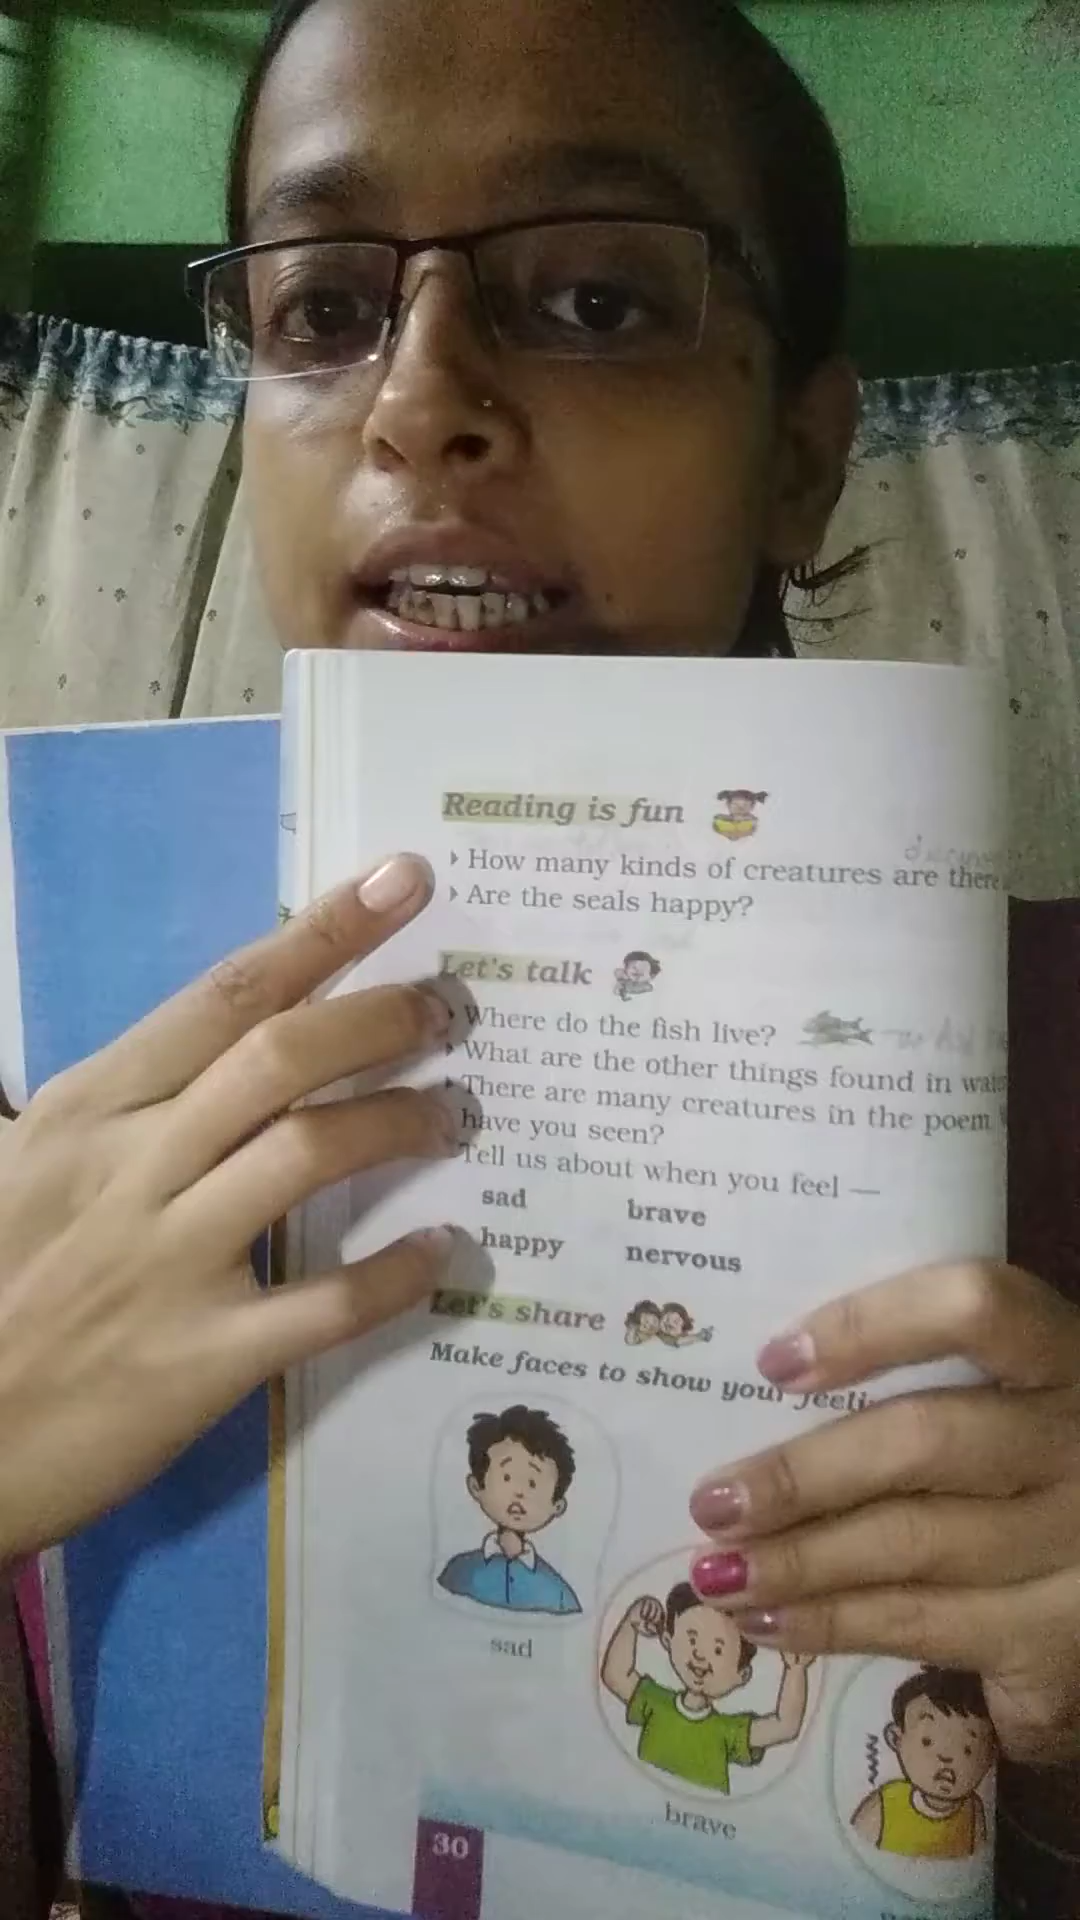 Reading is fun
How many kinds of creatures are there
Are the seals happy?
Let's talk
Where do the fish live?
What are the other things found in
There are many creatures in the poem
have you seen?
Tell us about when you feel —
sad brave
happy nervous
Let's share
Make faces to show your
sad
brave
30